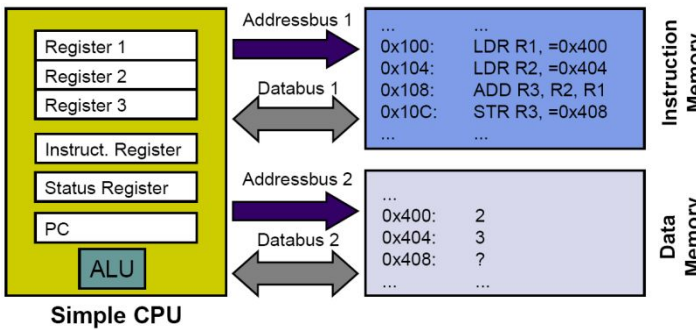 Register 1
Register 2
Register 3
Instruct. Register
Status Register
PC
ALU
Simple CPU
Addressbus 1
Databus 1
Addressbus 2
Databus 2
... ...
0x100: LDR R1, =0x400
0x104: LDR R2, =0x404
0x108: ADD R3, R2, R1
0x10C: STR R3, =0x408
... ...
Instruction
Memory
...
0x400: 2
0x404: 3
0x408: ?
... ...
Data
Memory